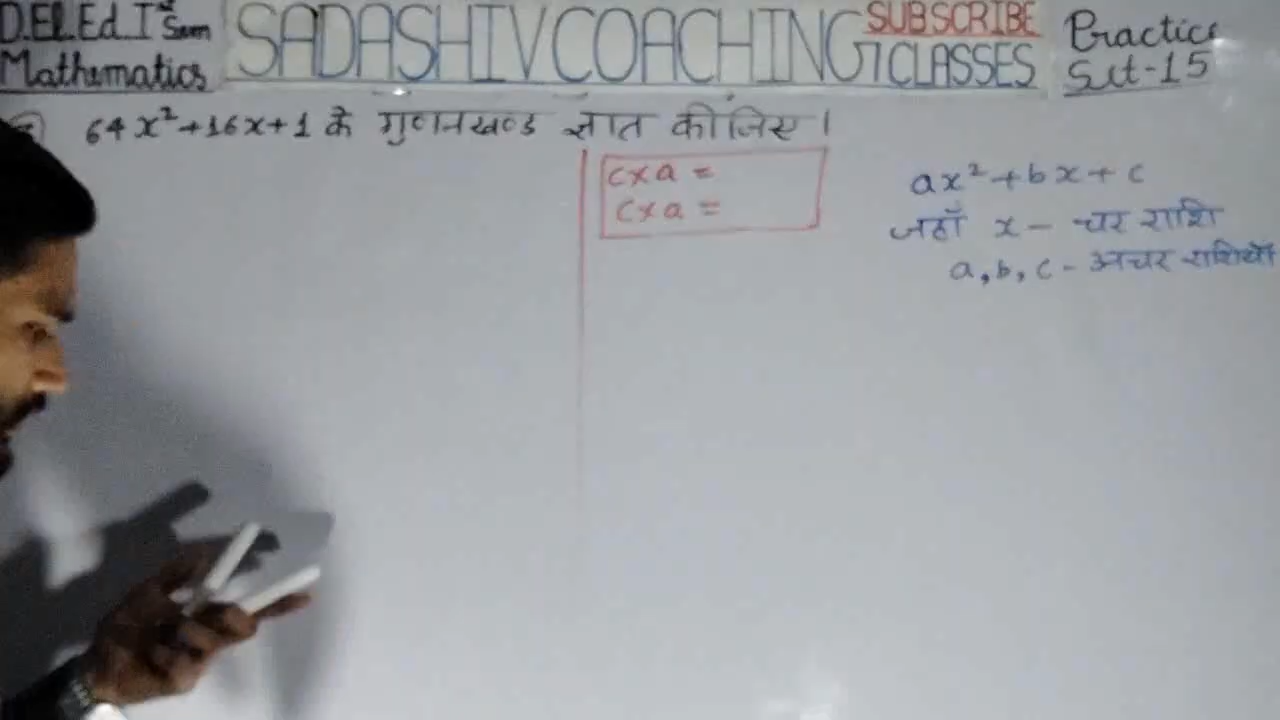 D.El.Ed I Sem
Mathematics
SADASHIV COACHING CLASSES
SUBSCRIBE
Practice
Set-15
64x²+16x+1 के गुणनखण्ड ज्ञात कीजिए।
c×a =
c×a =
ax²+bx+c
जहाँ x - चर राशि
a, b, c - अचर राशियाँ